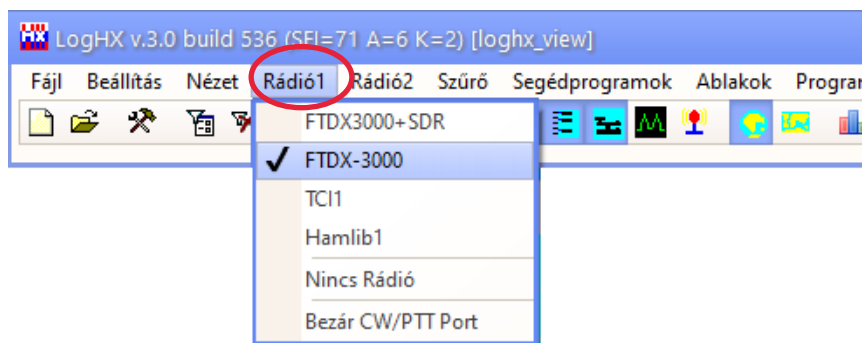 LogHX v.3.0 build 536 (SFI=71 A=6 K=2) [loghx_view]
Fájl Beállítás Nézet Rádió1 Rádió2 Szűrő Segédprogramok Ablakok Program
FTDX3000+SDR
FTDX-3000
TCI1
Hamlib1
Nincs Rádió
Bezár CW/PTT Port